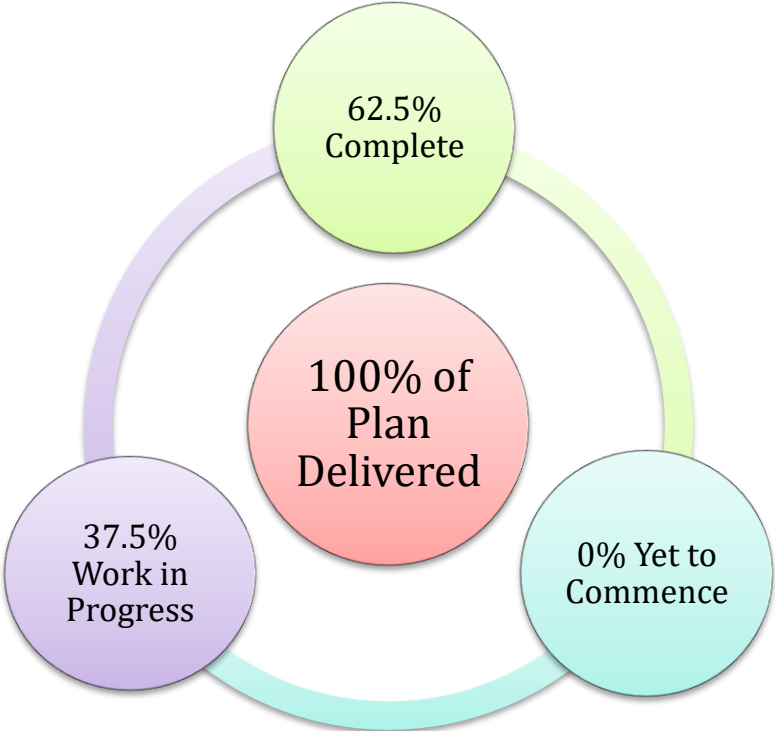 62.5%
Complete
100% of
Plan
Delivered
37.5%
Work in
Progress
0% Yet to
Commence